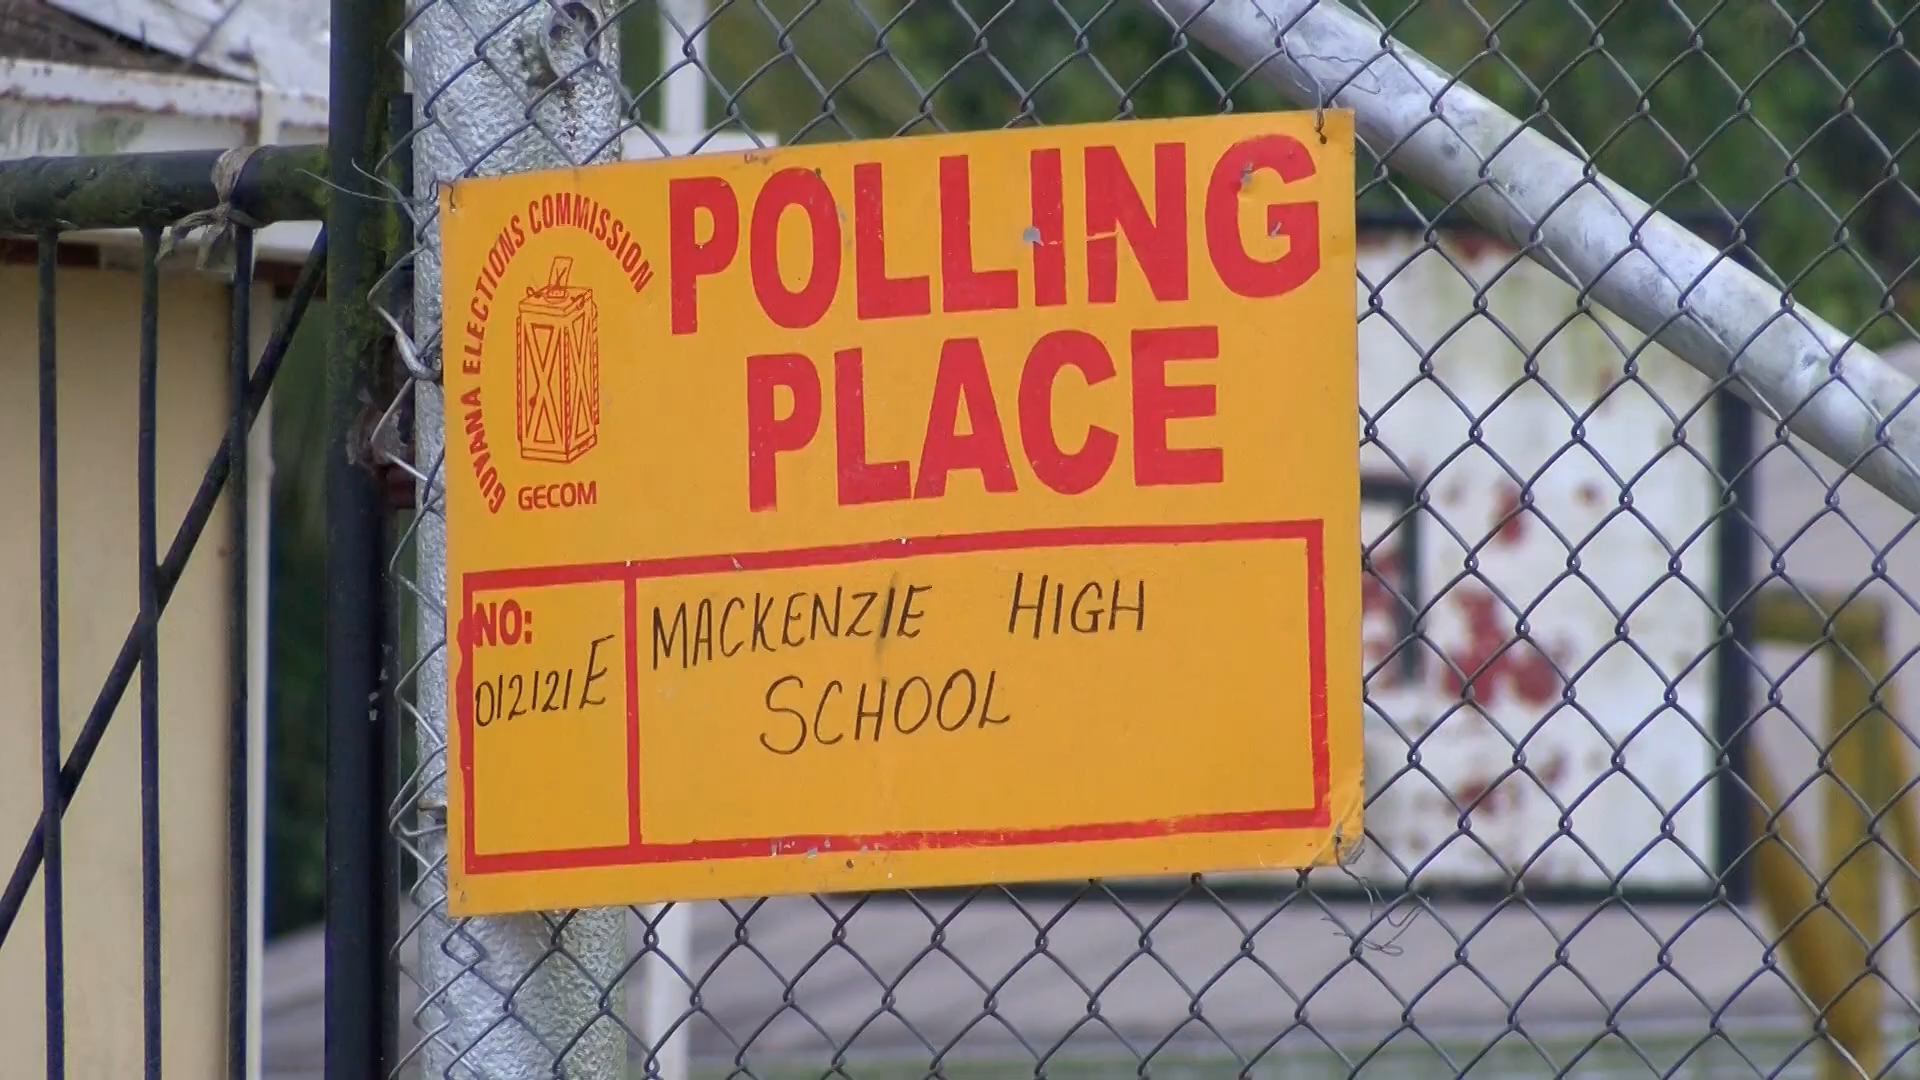 GUYANA ELECTIONS COMMISSION
GECOM
POLLING
PLACE
NO:
012121E
MACKENZIE HIGH
SCHOOL